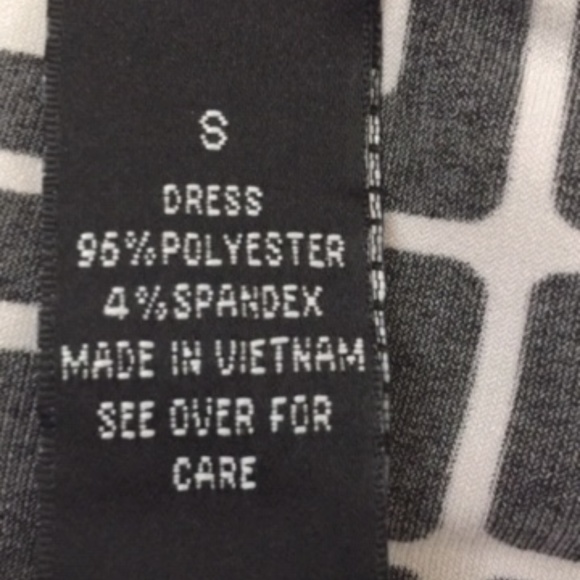 S
DRESS
96%POLYESTER
4%SPANDEX
MADE IN VIETNAM
SEE OVER FOR
CARE